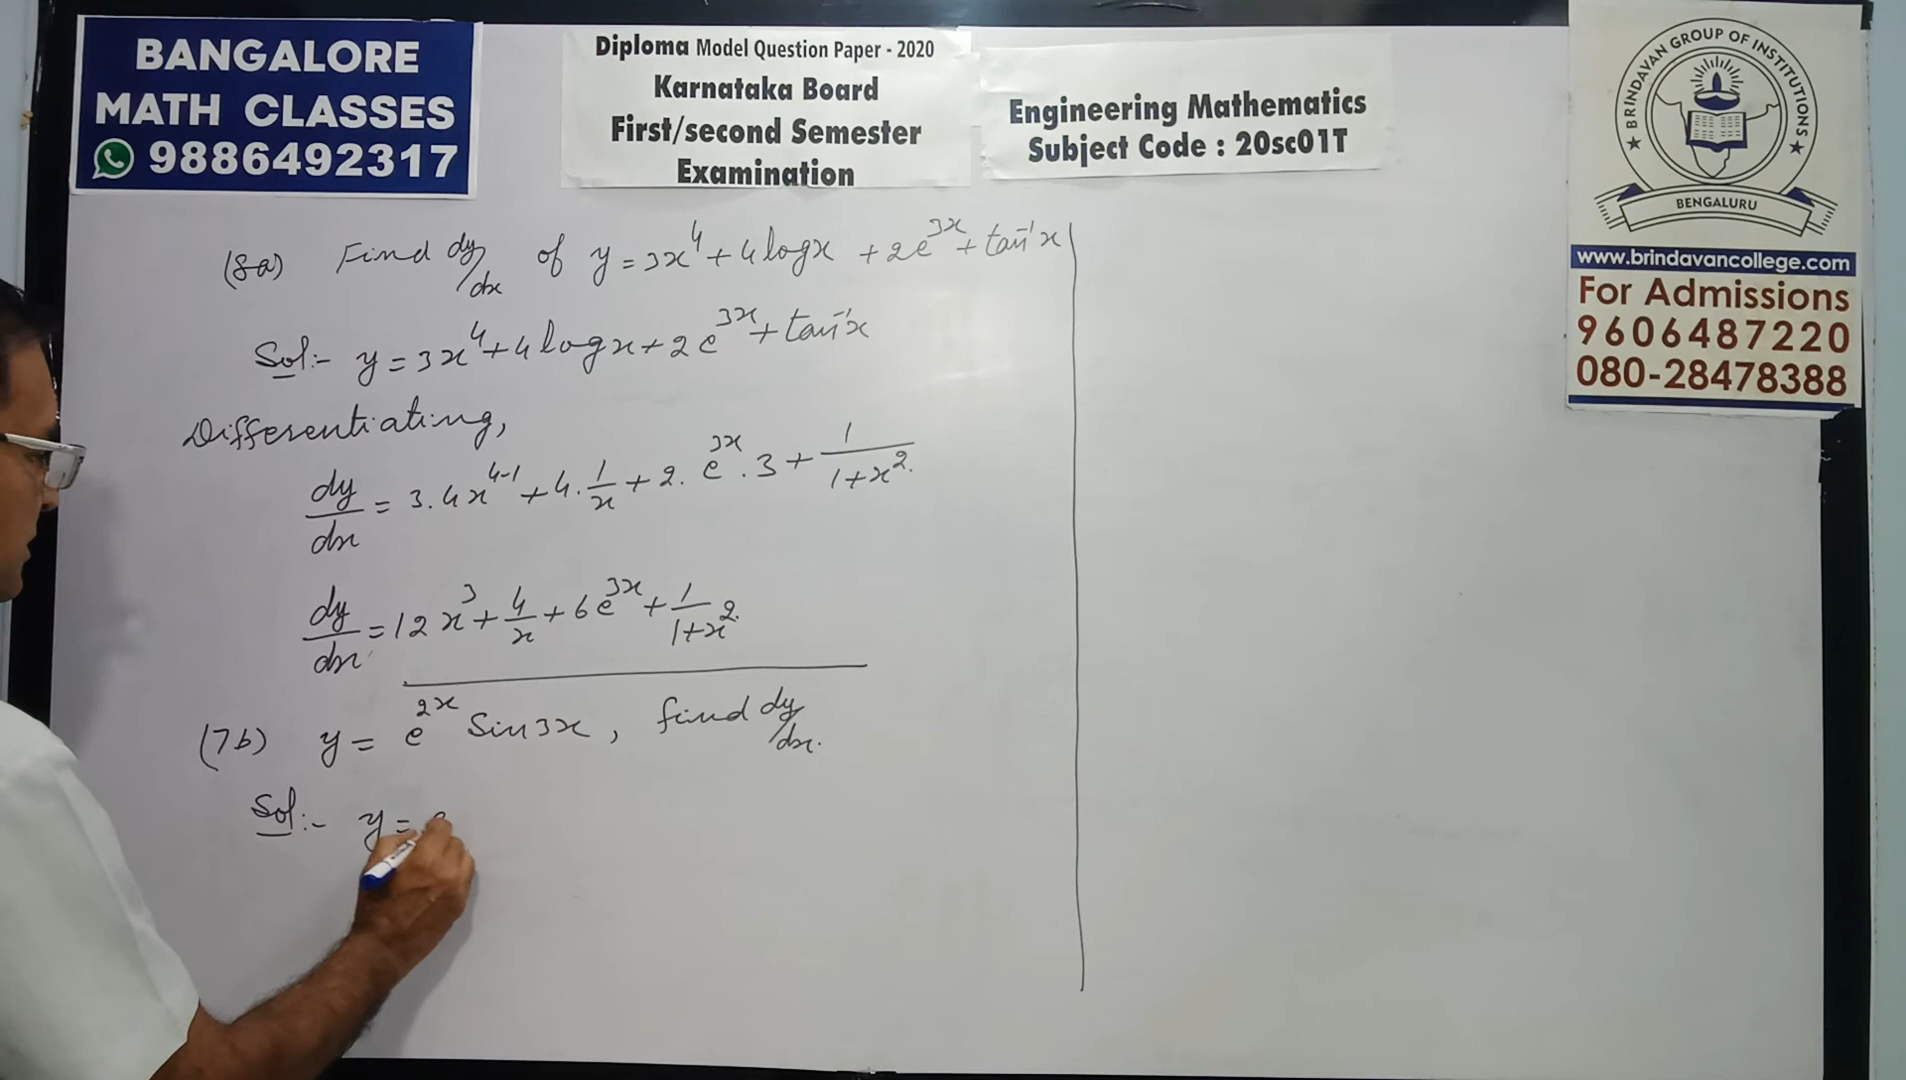 BANGALORE
MATH CLASSES
9886492317
Diploma Model Question Paper - 2020
Karnataka Board
First/second Semester
Examination
Engineering Mathematics
Subject Code : 20sc01T
BRINDAVAN GROUP OF INSTITUTIONS
BENGALURU
www.brindavancollege.com
For Admissions
9606487220
080-28478388
(8a) Find dy/dx of y = 3x⁴ + 4 log x + 2e³ˣ + tan⁻¹x
Sol:- y = 3x⁴ + 4 log x + 2e³ˣ + tan⁻¹x
Differentiating,
dy/dx = 3.4x⁴⁻¹ + 4.1/x + 2.e³ˣ.3 + 1/1+x².
dy/dx = 12x³ + 4/x + 6e³ˣ + 1/1+x².
(7b) y = e²ˣ Sin3x, find dy/dx.
Sol:- y = e